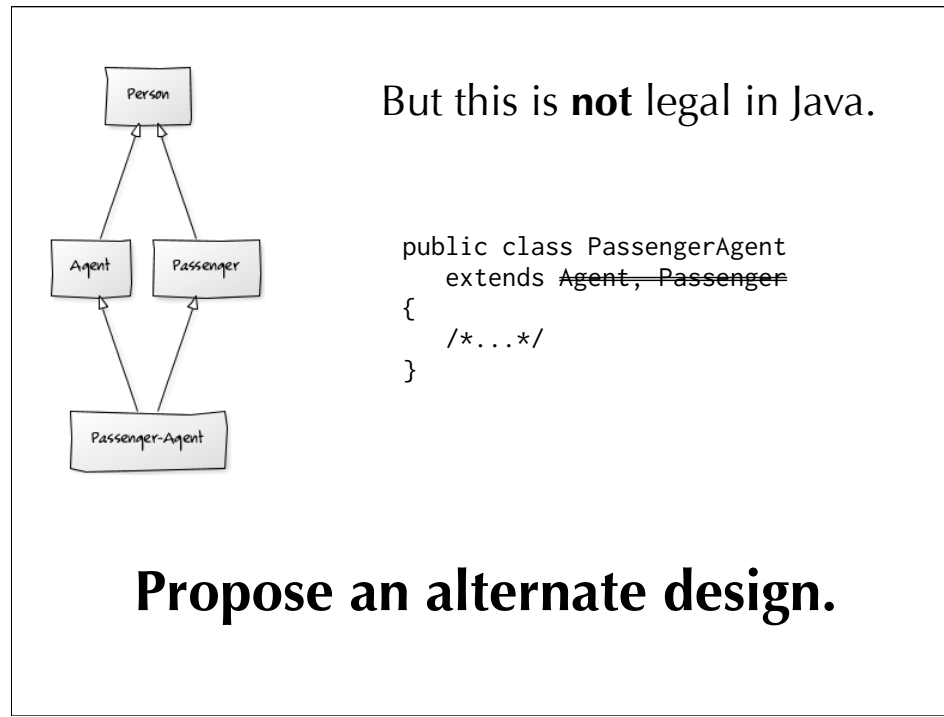 Person
But this is not legal in Java.
Agent
Passenger
Passenger-Agent
public class PassengerAgent
extends Agent, Passenger
{
/*...*/
}
Propose an alternate design.